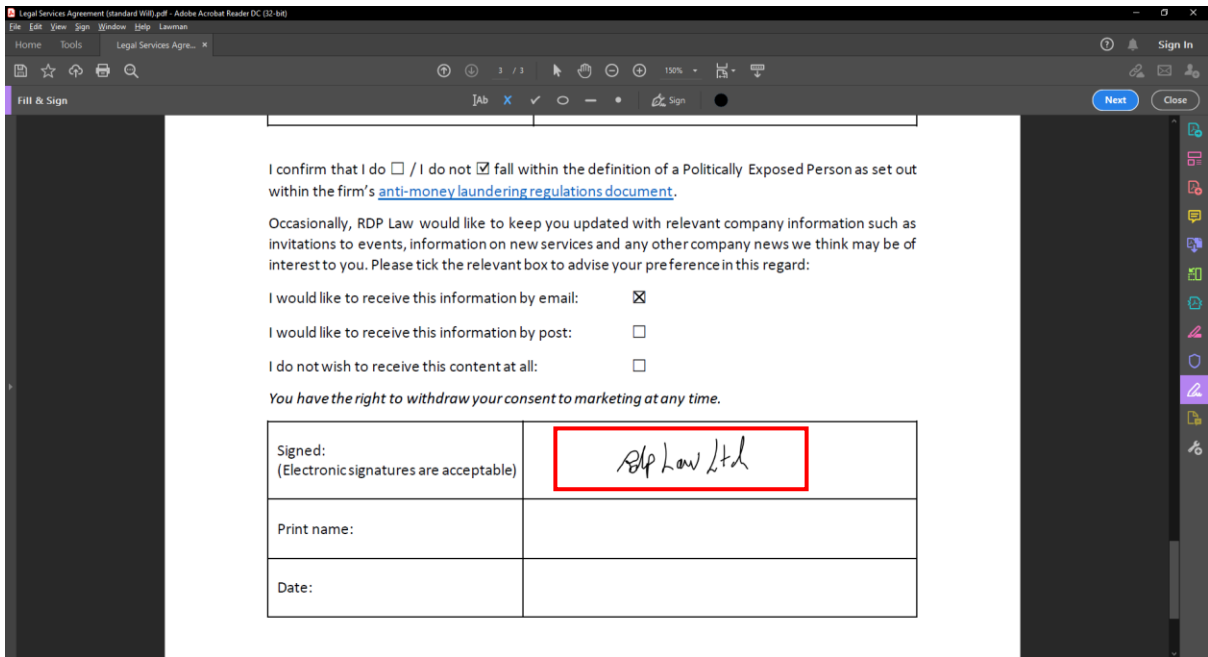 Legal Services Agreement (standard Will).pdf - Adobe Acrobat Reader DC (32-bit)
File Edit View Sign Window Help Lawman
Home Tools Legal Services Agre... × Sign In
3 / 3 150%
Fill & Sign Sign Next Close
I confirm that I do ☐ / I do not ☑ fall within the definition of a Politically Exposed Person as set out
within the firm's anti-money laundering regulations document.
Occasionally, RDP Law would like to keep you updated with relevant company information such as
invitations to events, information on new services and any other company news we think may be of
interest to you. Please tick the relevant box to advise your preference in this regard:
I would like to receive this information by email: ☒
I would like to receive this information by post: ☐
I do not wish to receive this content at all: ☐
You have the right to withdraw your consent to marketing at any time.
Signed:
(Electronic signatures are acceptable)
Rdp Law Ltd
Print name:
Date: